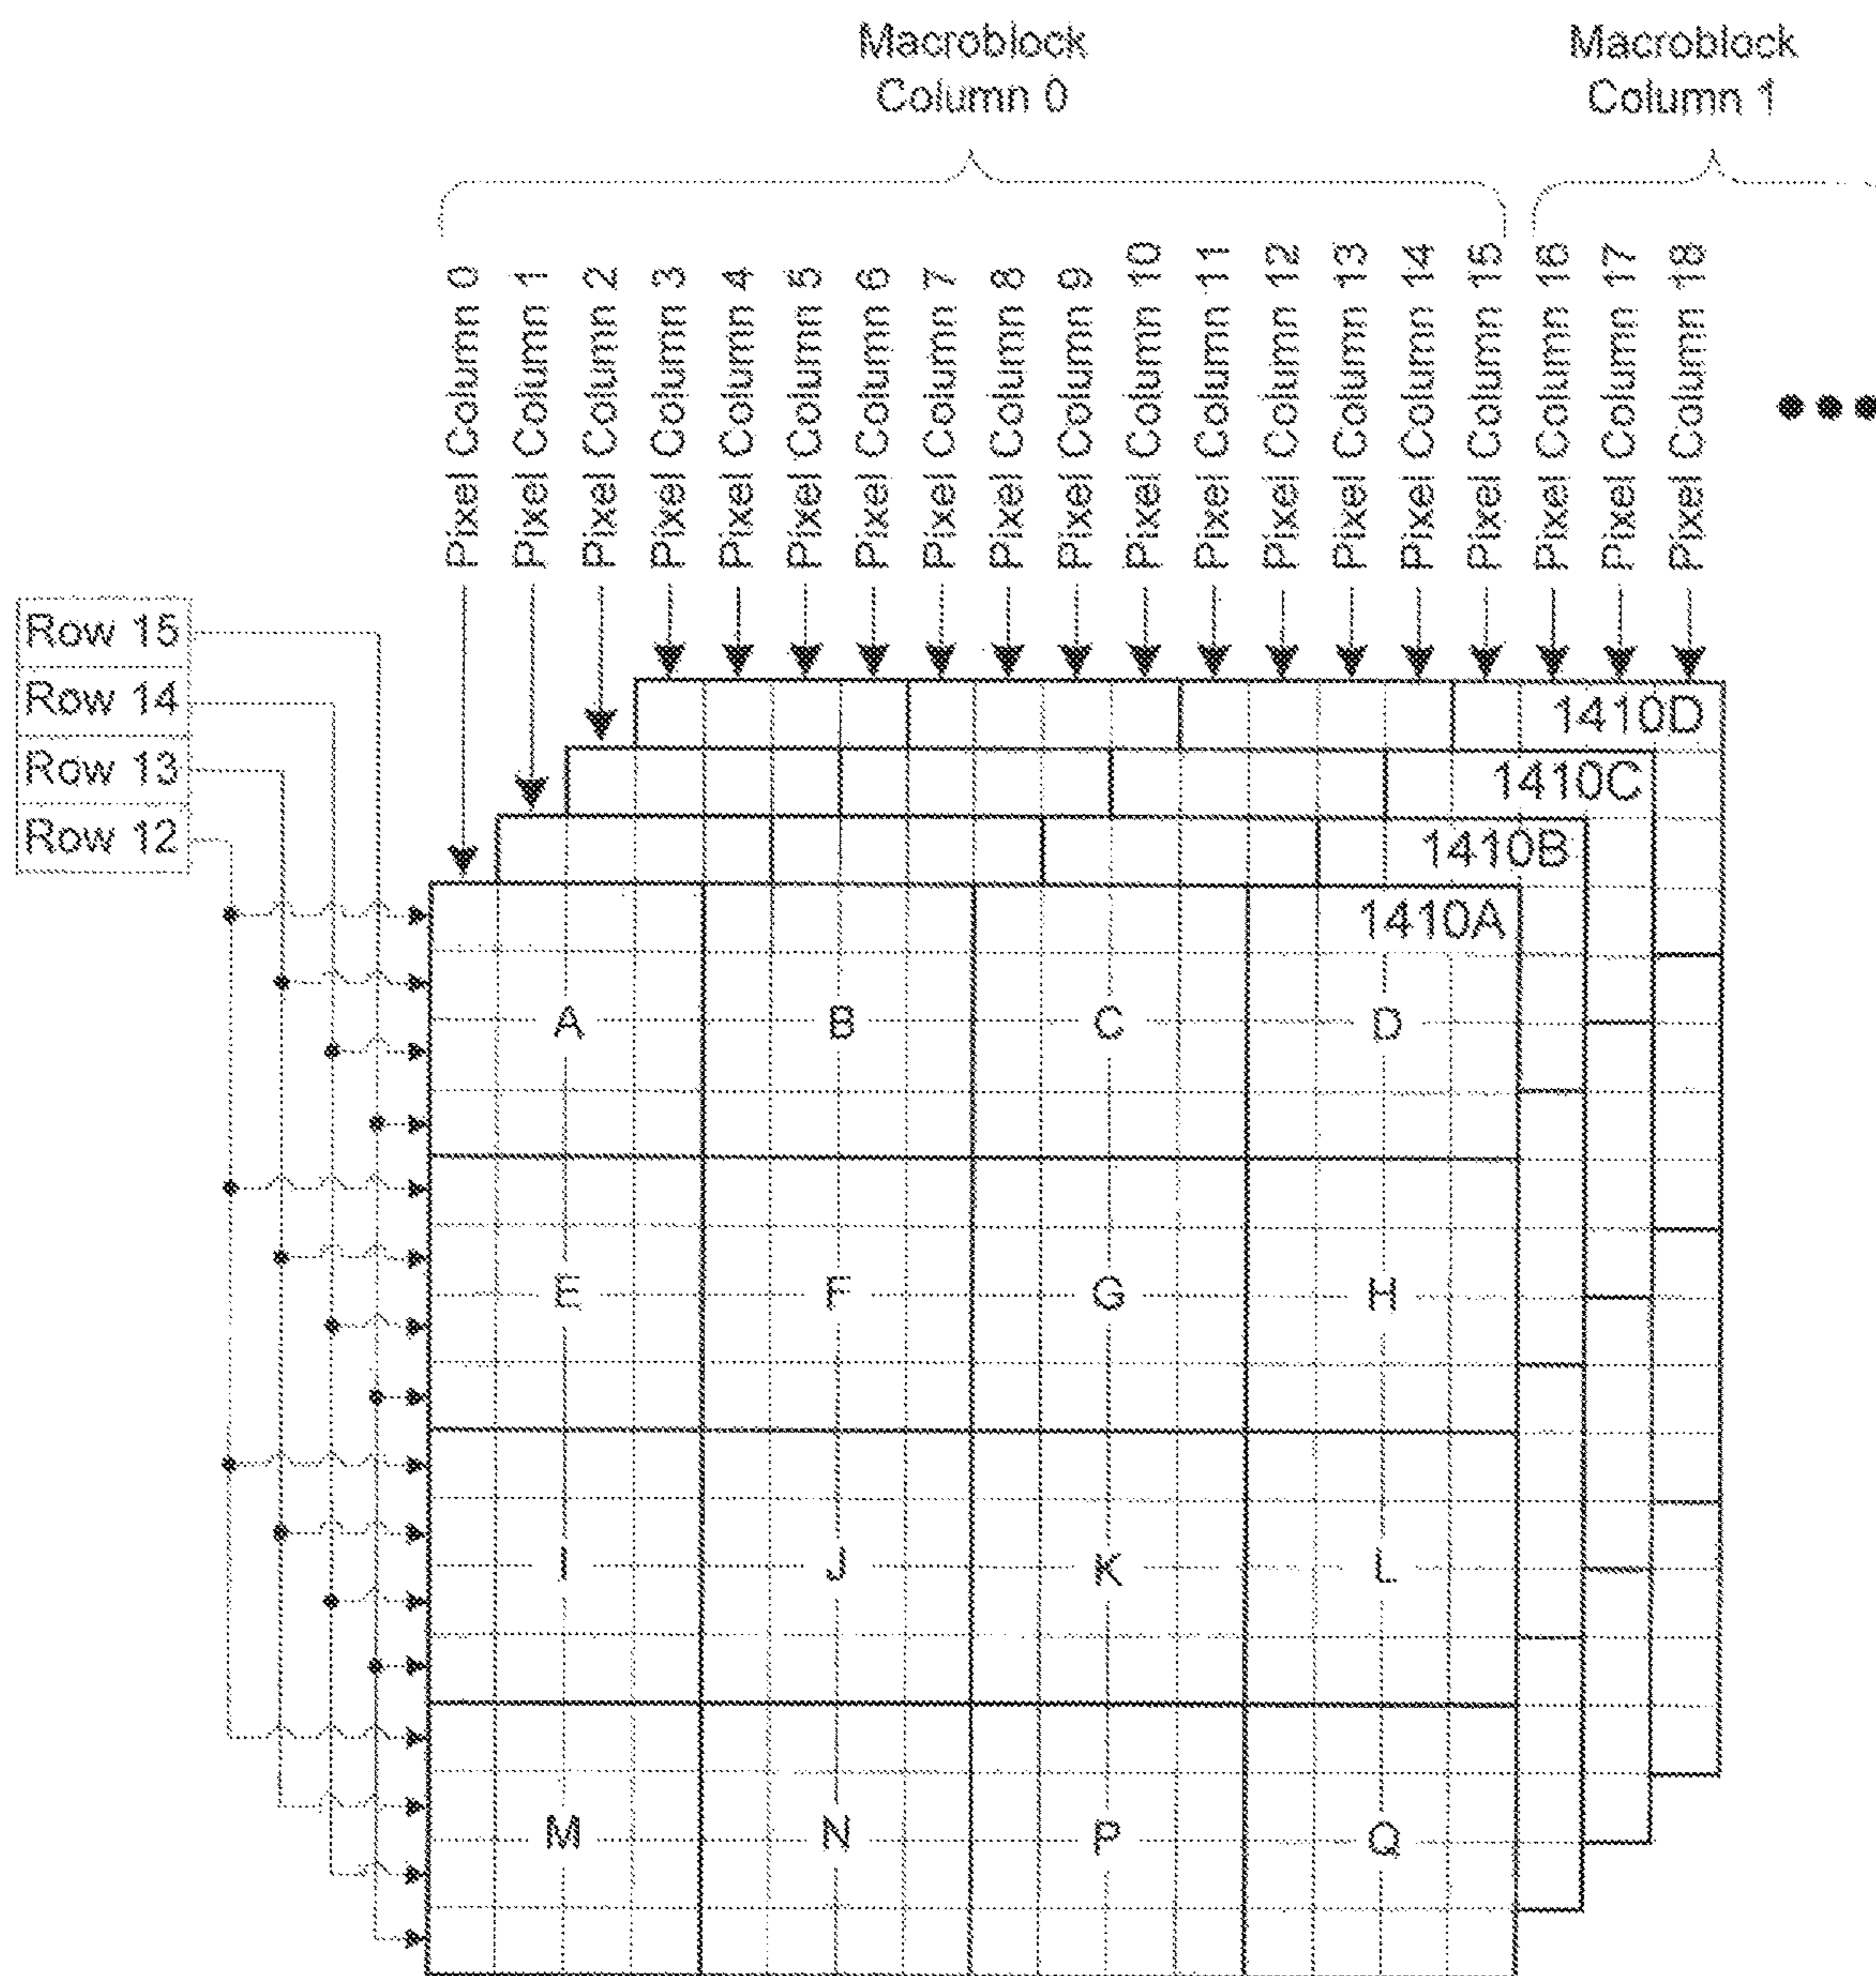 Macroblock
Column 0
Macroblock
Column 1
Pixel Column 0
Pixel Column 1
Pixel Column 2
Pixel Column 3
Pixel Column 4
Pixel Column 5
Pixel Column 6
Pixel Column 7
Pixel Column 8
Pixel Column 9
Pixel Column 10
Pixel Column 11
Pixel Column 12
Pixel Column 13
Pixel Column 14
Pixel Column 15
Pixel Column 16
Pixel Column 17
Pixel Column 18
Row 15
Row 14
Row 13
Row 12
1410D
1410C
1410B
1410A
A B C D
E F G H
I J K L
M N P Q